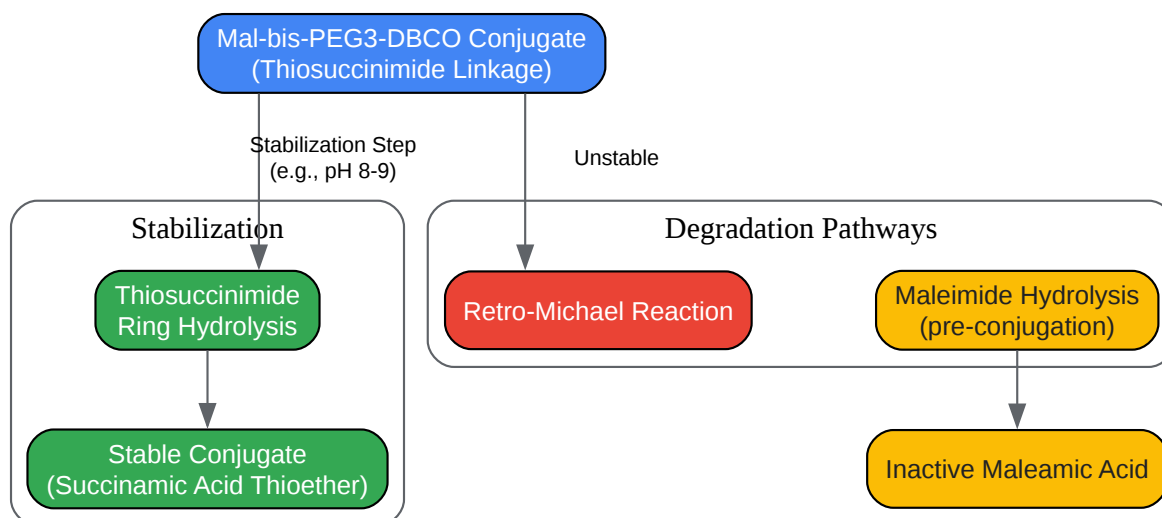 Mal-bis-PEG3-DBCO Conjugate
(Thiosuccinimide Linkage)
Stabilization Step
(e.g., pH 8-9)
Unstable
Stabilization
Degradation Pathways
Thiosuccinimide
Ring Hydrolysis
Retro-Michael Reaction
Maleimide Hydrolysis
(pre-conjugation)
Stable Conjugate
(Succinamic Acid Thioether)
Inactive Maleamic Acid